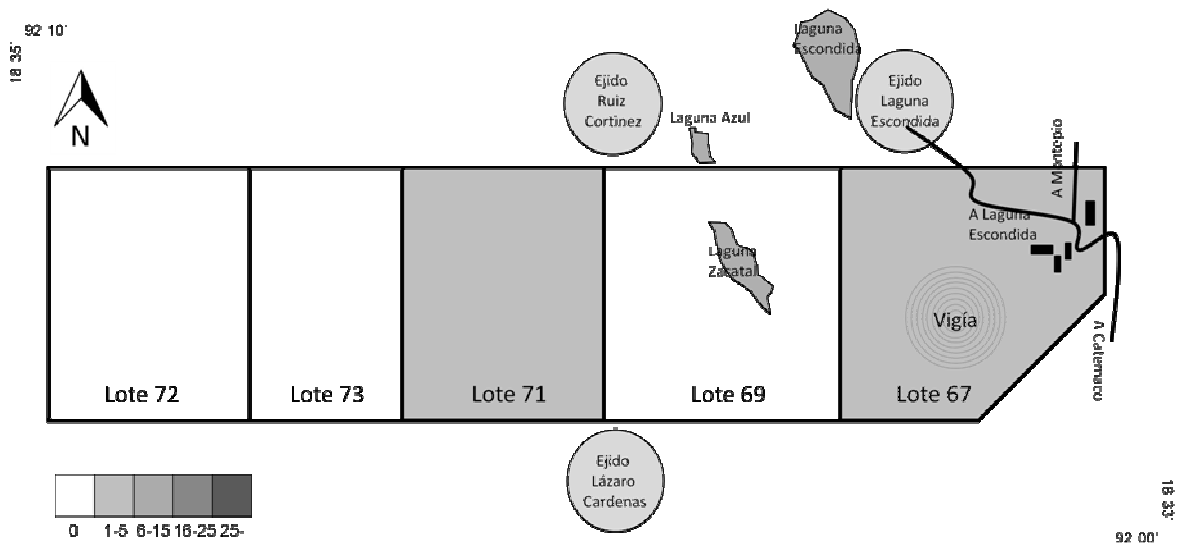 92 10'
18 35'
N
Laguna
Escondida
Ejido
Ruiz
Cortinez
Laguna Azul
Ejido
Laguna
Escondida
A Montepio
A Laguna
Escondida
Laguna
Zacatal
Vigía
A Catemaco
Lote 72
Lote 73
Lote 71
Lote 69
Lote 67
Ejido
Lázaro
Cardenas
0 1-5 6-15 16-25 25-
18 33'
92 00'